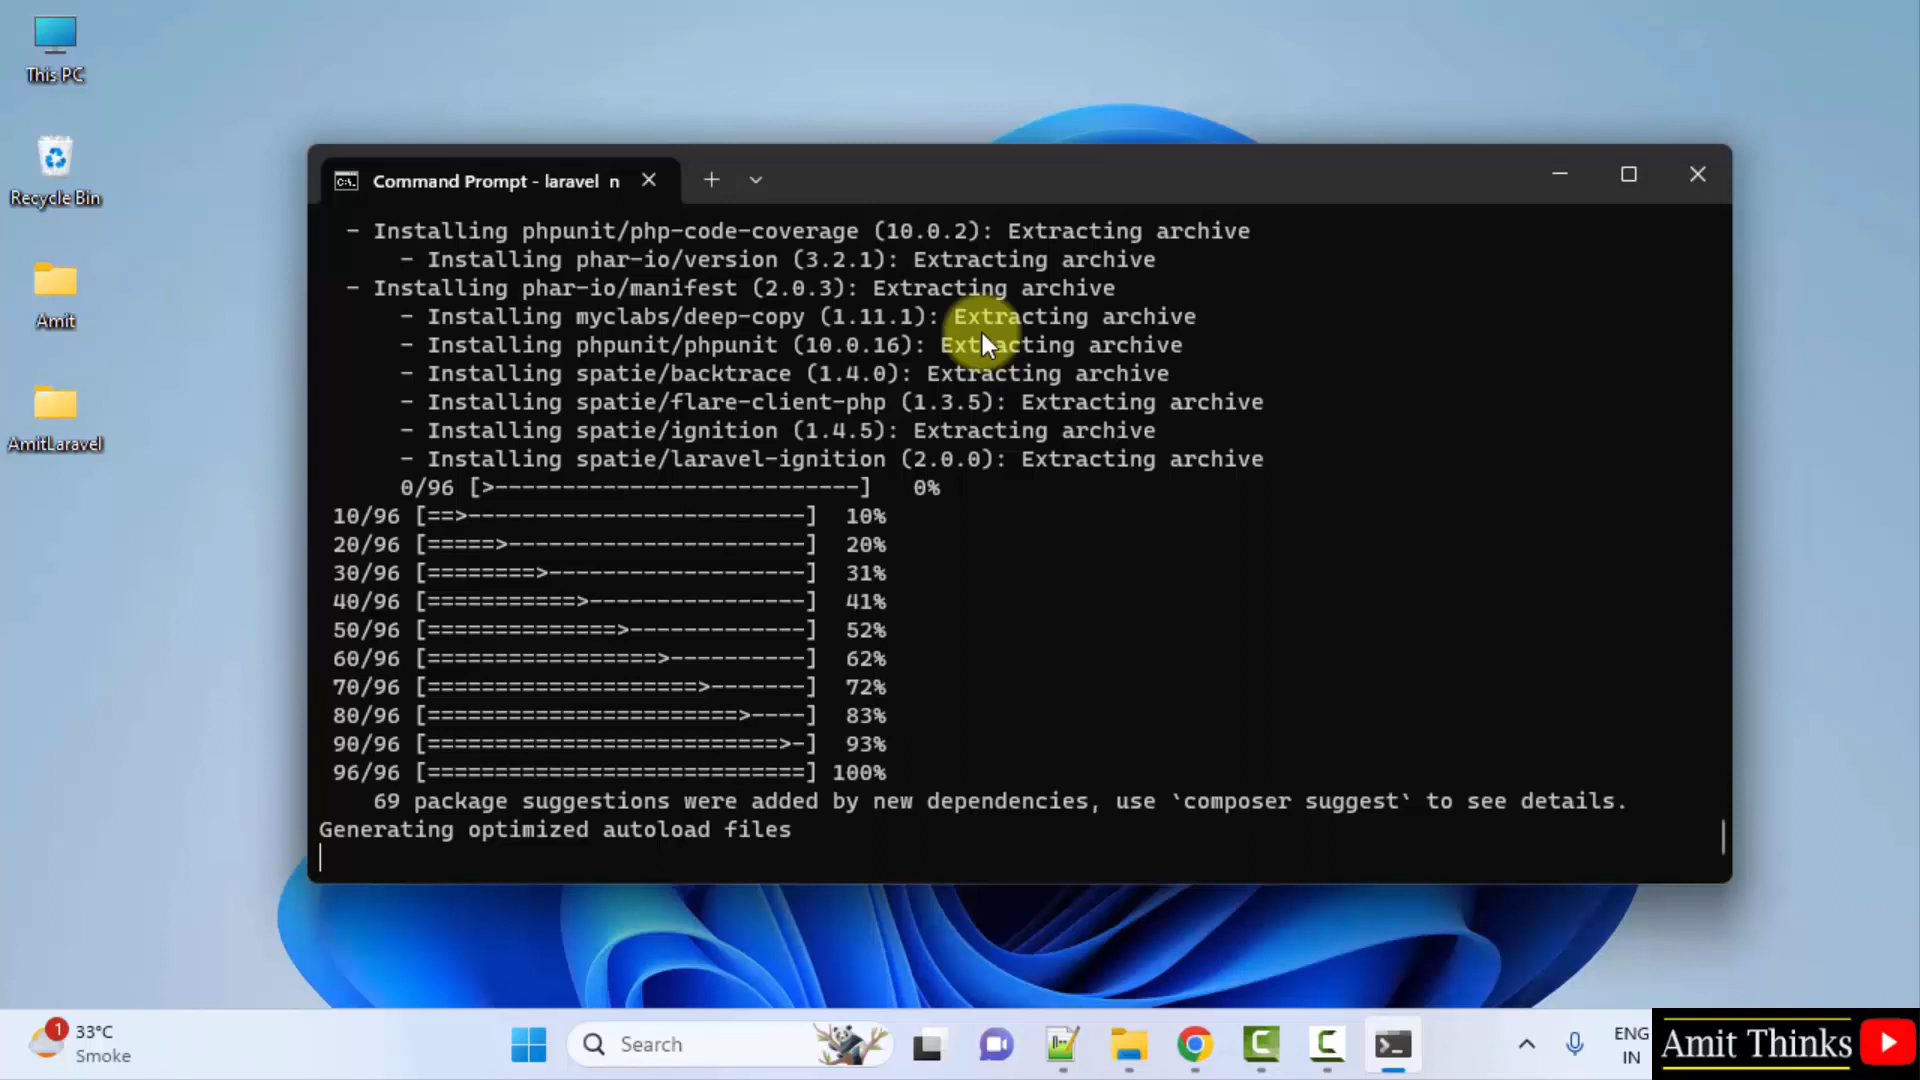 This PC
Recycle Bin
Amit
AmitLaravel
Command Prompt - laravel  n
- Installing phpunit/php-code-coverage (10.0.2): Extracting archive
- Installing phar-io/version (3.2.1): Extracting archive
- Installing phar-io/manifest (2.0.3): Extracting archive
- Installing myclabs/deep-copy (1.11.1): Extracting archive
- Installing phpunit/phpunit (10.0.16): Extracting archive
- Installing spatie/backtrace (1.4.0): Extracting archive
- Installing spatie/flare-client-php (1.3.5): Extracting archive
- Installing spatie/ignition (1.4.5): Extracting archive
- Installing spatie/laravel-ignition (2.0.0): Extracting archive
0/96 [>---------------------------]   0%
10/96 [==>-------------------------]  10%
20/96 [=====>----------------------]  20%
30/96 [========>-------------------]  31%
40/96 [===========>----------------]  41%
50/96 [==============>-------------]  52%
60/96 [=================>----------]  62%
70/96 [====================>-------]  72%
80/96 [=======================>----]  83%
90/96 [==========================>-]  93%
96/96 [============================] 100%
69 package suggestions were added by new dependencies, use `composer suggest` to see details.
Generating optimized autoload files
1
33°C
Smoke
Search
ENG
IN
Amit Thinks